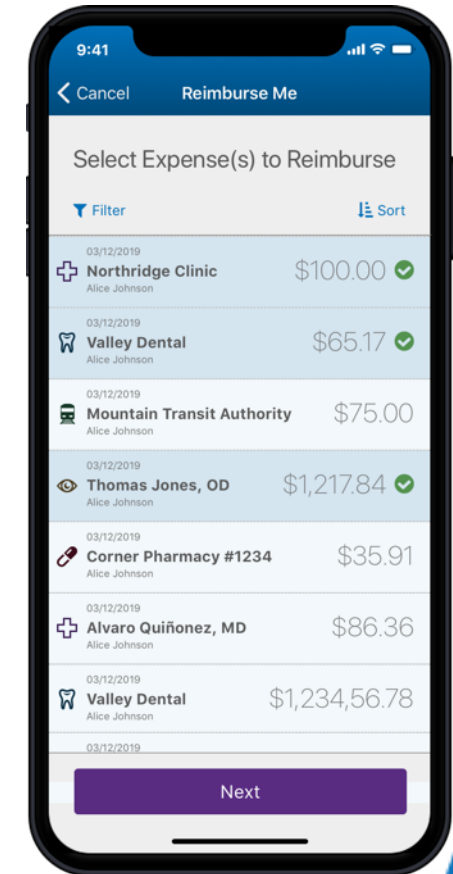 9:41
Cancel Reimburse Me
Select Expense(s) to Reimburse
Filter Sort
03/12/2019
Northridge Clinic $100.00
Alice Johnson
03/12/2019
Valley Dental $65.17
Alice Johnson
03/12/2019
Mountain Transit Authority $75.00
Alice Johnson
03/12/2019
Thomas Jones, OD $1,217.84
Alice Johnson
03/12/2019
Corner Pharmacy #1234 $35.91
Alice Johnson
03/12/2019
Alvaro Quiñonez, MD $86.36
Alice Johnson
03/12/2019
Valley Dental $1,234,56.78
Alice Johnson
03/12/2019
Next